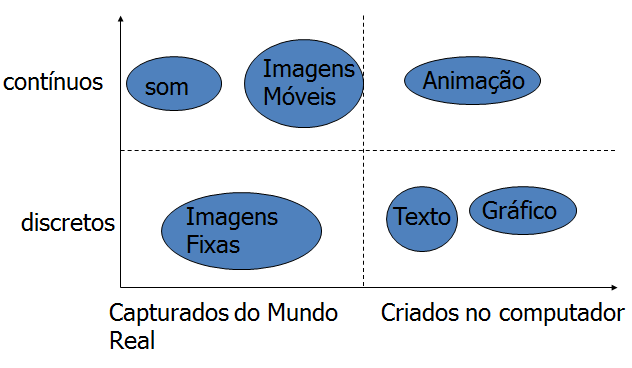 contínuos
som
Imagens
Móveis
Animação
discretos
Imagens
Fixas
Texto
Gráfico
Capturados do Mundo
Real
Criados no computador